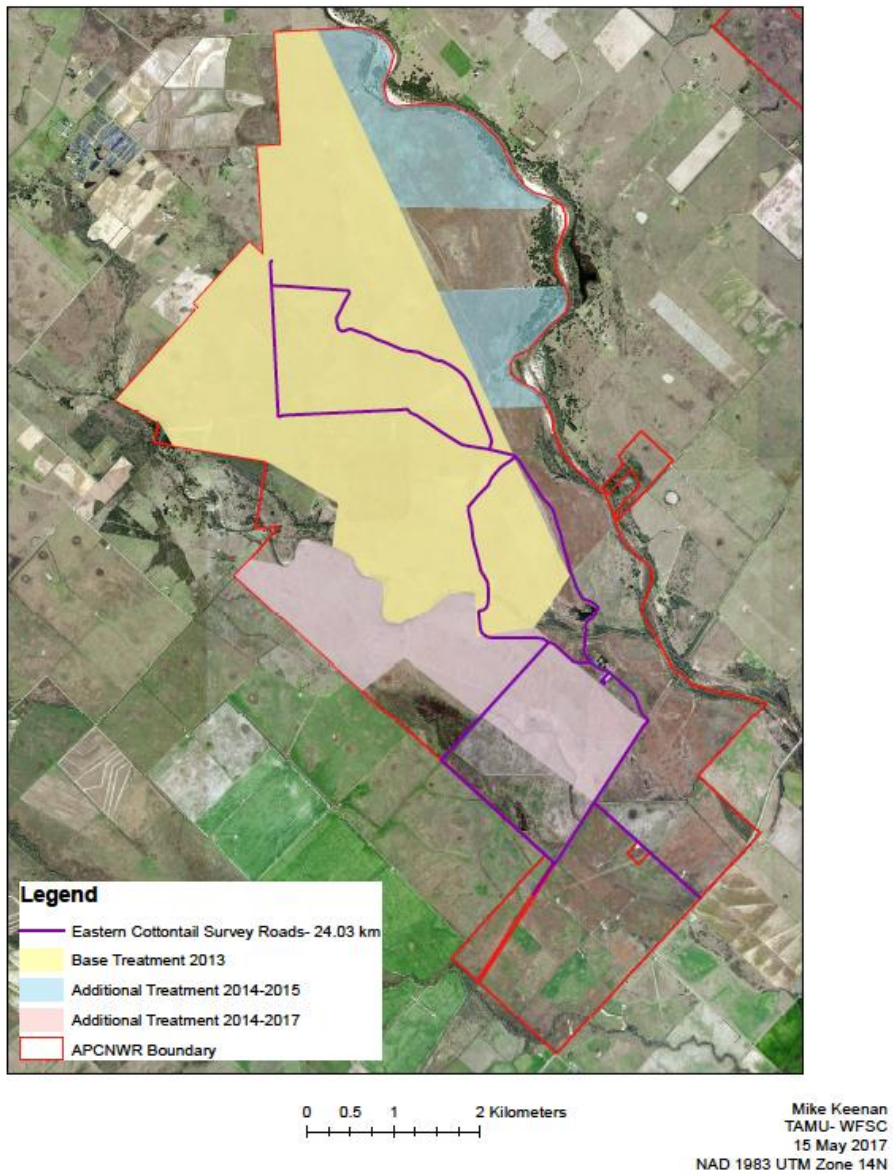 Legend
Eastern Cottontail Survey Roads- 24.03 km
Base Treatment 2013
Additional Treatment 2014-2015
Additional Treatment 2014-2017
APCNWR Boundary
0 0.5 1 2 Kilometers
Mike Keenan
TAMU- WFSC
15 May 2017
NAD 1983 UTM Zone 14N